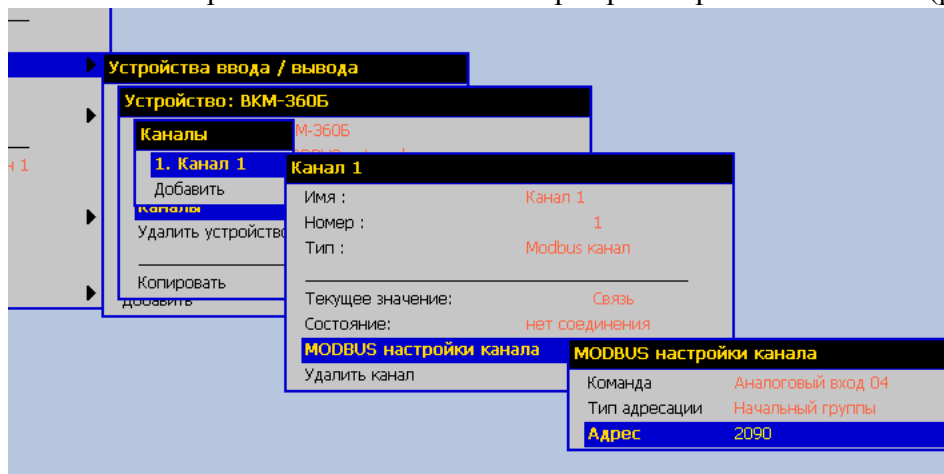 Устройства ввода / вывода
Устройство: ВКМ-360Б
Каналы
М-360Б
1. Канал 1
Канал 1
н 1
Добавить
Имя : Канал 1
Каналы
Номер : 1
Удалить устройство
Тип : Modbus канал
Копировать
Добавить
Текущее значение: Связь
Состояние: нет соединения
MODBUS настройки канала
MODBUS настройки канала
Удалить канал
Команда Аналоговый вход 04
Тип адресации Начальный группы
Адрес 2090